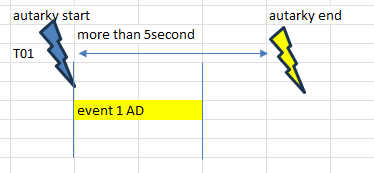 autarky start
autarky end
more than 5second
T01
event 1 AD